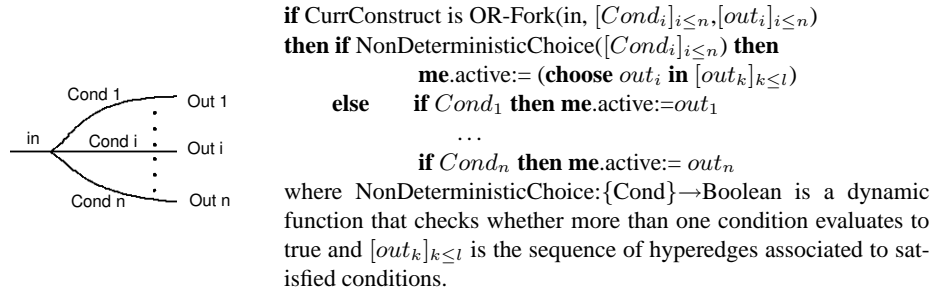 Cond 1
Out 1
in
Cond i
Out i
Cond n
Out n
if CurrConstruct is OR-Fork(in, [Cond_i]_{i≤n},[out_i]_{i≤n})
then if NonDeterministicChoice([Cond_i]_{i≤n}) then
me.active:= (choose out_i in [out_k]_{k≤l})
else if Cond_1 then me.active:=out_1
...
if Cond_n then me.active:= out_n
where NonDeterministicChoice:{Cond}→Boolean is a dynamic
function that checks whether more than one condition evaluates to
true and [out_k]_{k≤l} is the sequence of hyperedges associated to sat-
isfied conditions.